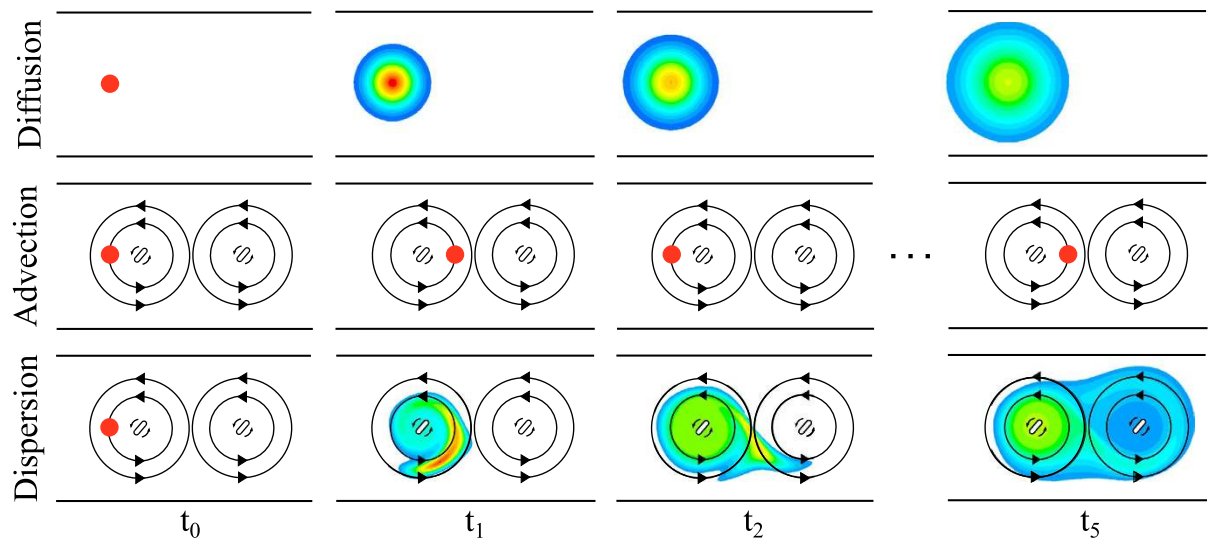 Diffusion
Advection
...
Dispersion
t₀ t₁ t₂ t₅